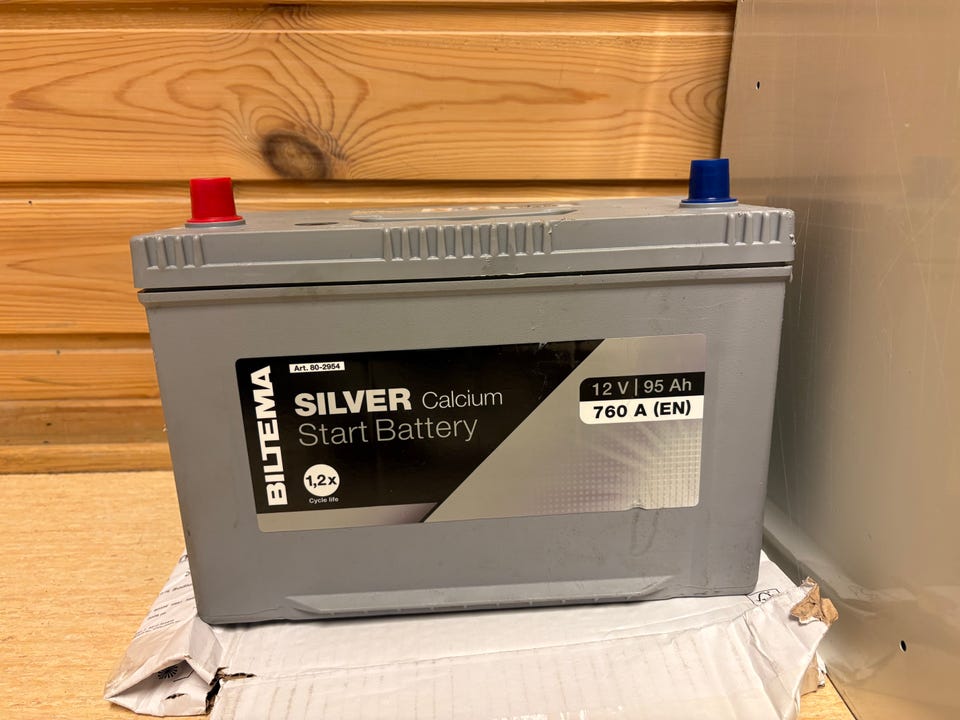 BILTEMA
Art. 80-2954
SILVER Calcium
Start Battery
1,2x
Cycle life
12 V | 95 Ah
760 A (EN)